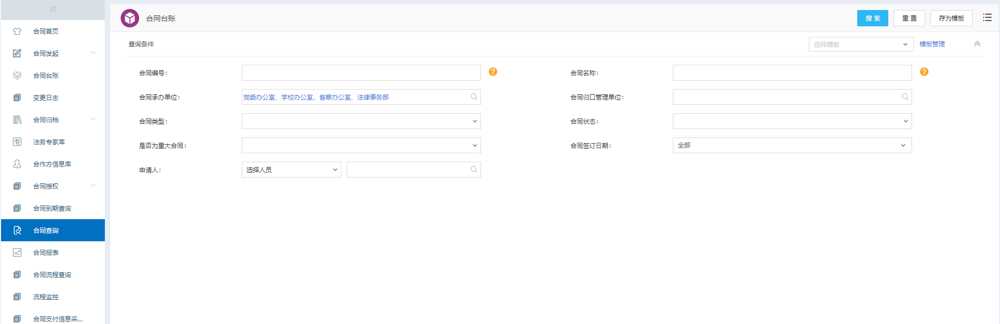 合同首页
合同发起
合同台账
变更日志
合同归档
法务专家库
合作方信息库
合同授权
合同到期查询
合同查询
合同报表
合同流程查询
流程监控
合同支付信息采...
合同台账
搜 索
重 置
存为模板
查询条件
选择模板
模板管理
合同编号:
合同名称:
合同承办单位:
党委办公室、学校办公室、督察办公室、法律事务部
合同归口管理单位:
合同类型:
合同状态:
是否为重大合同:
合同签订日期:
全部
申请人:
选择人员